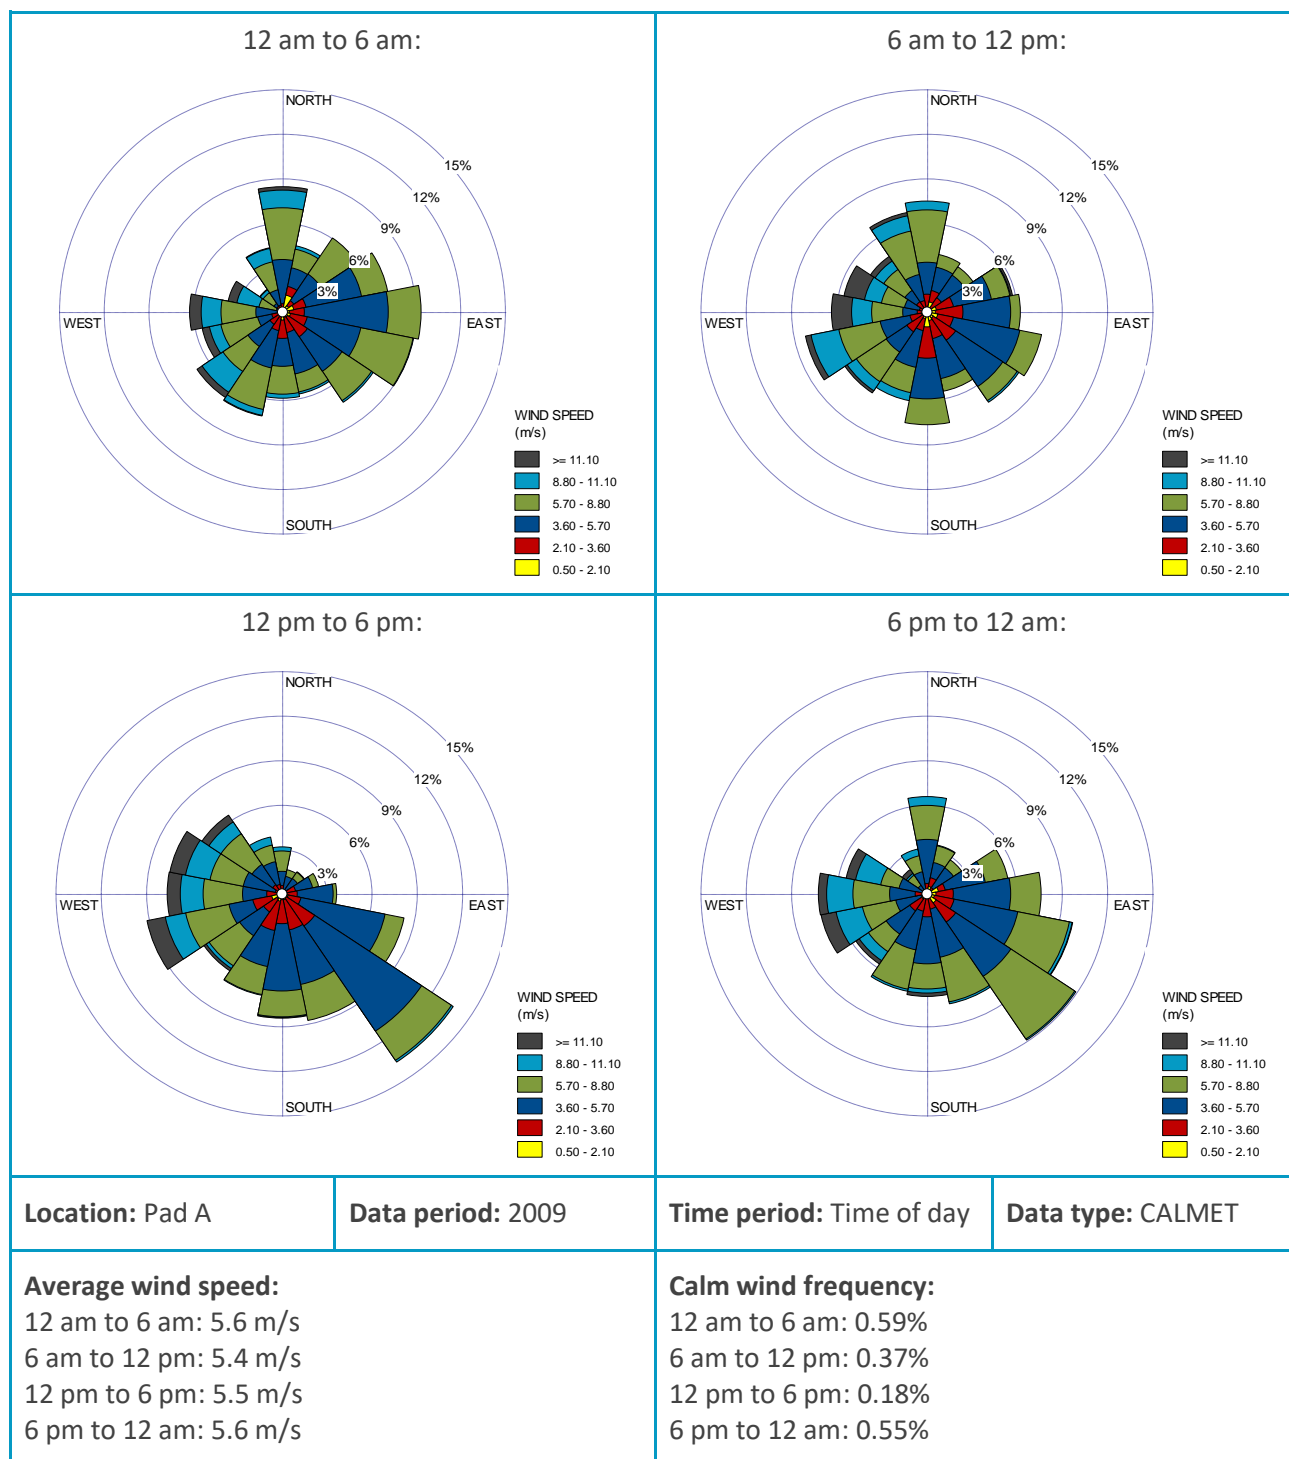 12 am to 6 am:
NORTH
15%
12%
9%
6%
3%
WEST
EAST
SOUTH
WIND SPEED
(m/s)
>= 11.10
8.80 - 11.10
5.70 - 8.80
3.60 - 5.70
2.10 - 3.60
0.50 - 2.10
6 am to 12 pm:
NORTH
15%
12%
9%
6%
3%
WEST
EAST
SOUTH
WIND SPEED
(m/s)
>= 11.10
8.80 - 11.10
5.70 - 8.80
3.60 - 5.70
2.10 - 3.60
0.50 - 2.10
12 pm to 6 pm:
NORTH
15%
12%
9%
6%
3%
WEST
EAST
SOUTH
WIND SPEED
(m/s)
>= 11.10
8.80 - 11.10
5.70 - 8.80
3.60 - 5.70
2.10 - 3.60
0.50 - 2.10
6 pm to 12 am:
NORTH
15%
12%
9%
6%
3%
WEST
EAST
SOUTH
WIND SPEED
(m/s)
>= 11.10
8.80 - 11.10
5.70 - 8.80
3.60 - 5.70
2.10 - 3.60
0.50 - 2.10
Location: Pad A
Data period: 2009
Time period: Time of day
Data type: CALMET
Average wind speed:
12 am to 6 am: 5.6 m/s
6 am to 12 pm: 5.4 m/s
12 pm to 6 pm: 5.5 m/s
6 pm to 12 am: 5.6 m/s
Calm wind frequency:
12 am to 6 am: 0.59%
6 am to 12 pm: 0.37%
12 pm to 6 pm: 0.18%
6 pm to 12 am: 0.55%